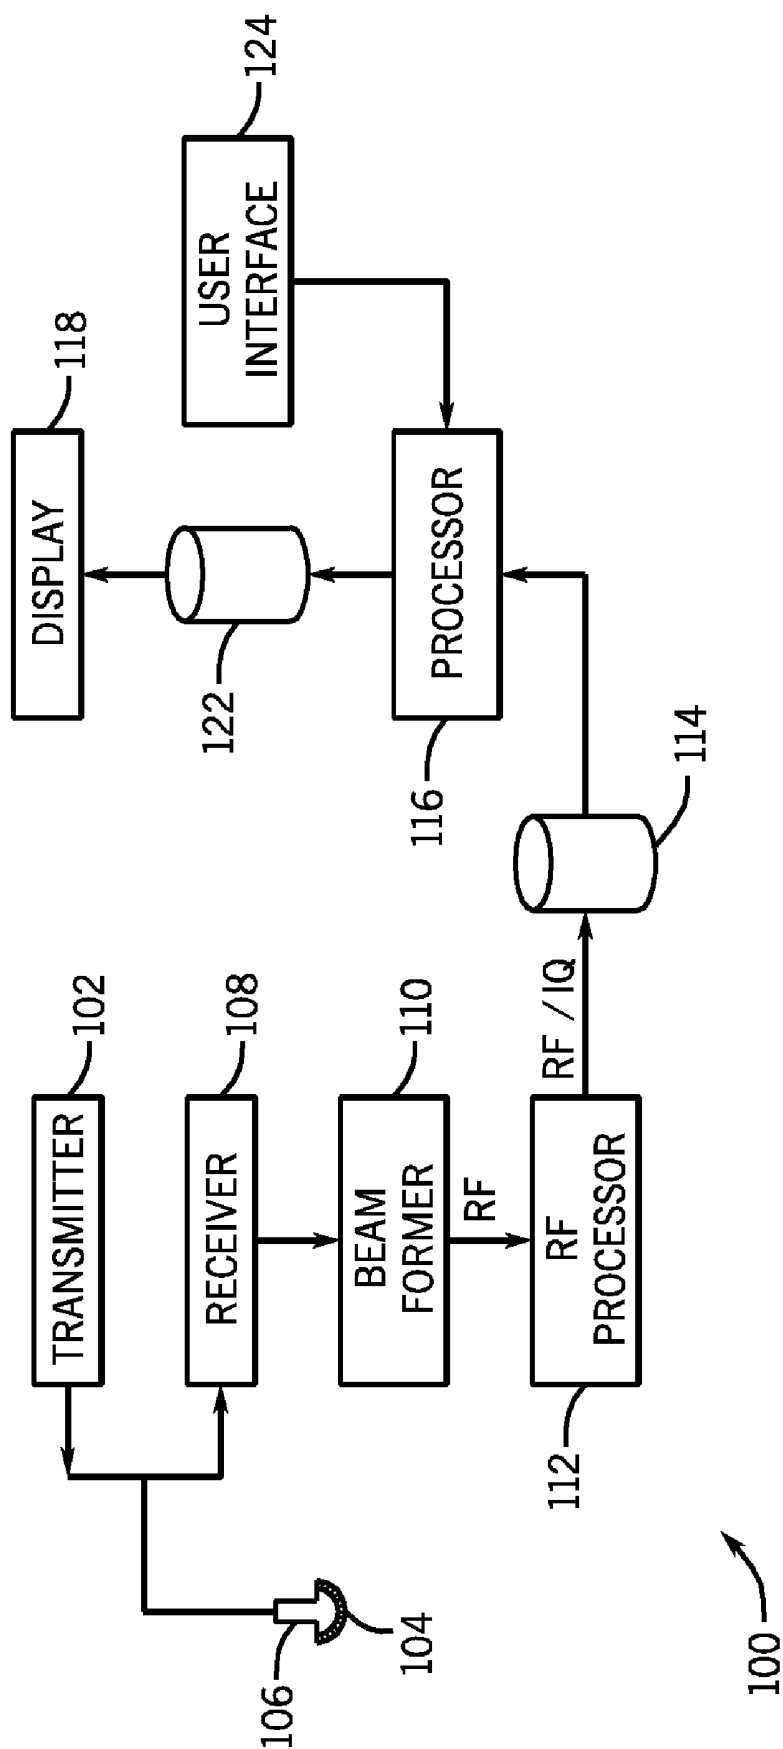 DISPLAY
118
TRANSMITTER
102
USER
INTERFACE
124
RECEIVER
108
122
106
104
BEAM
FORMER
110
116
PROCESSOR
RF
RF / IQ
RF
PROCESSOR
112
114
100